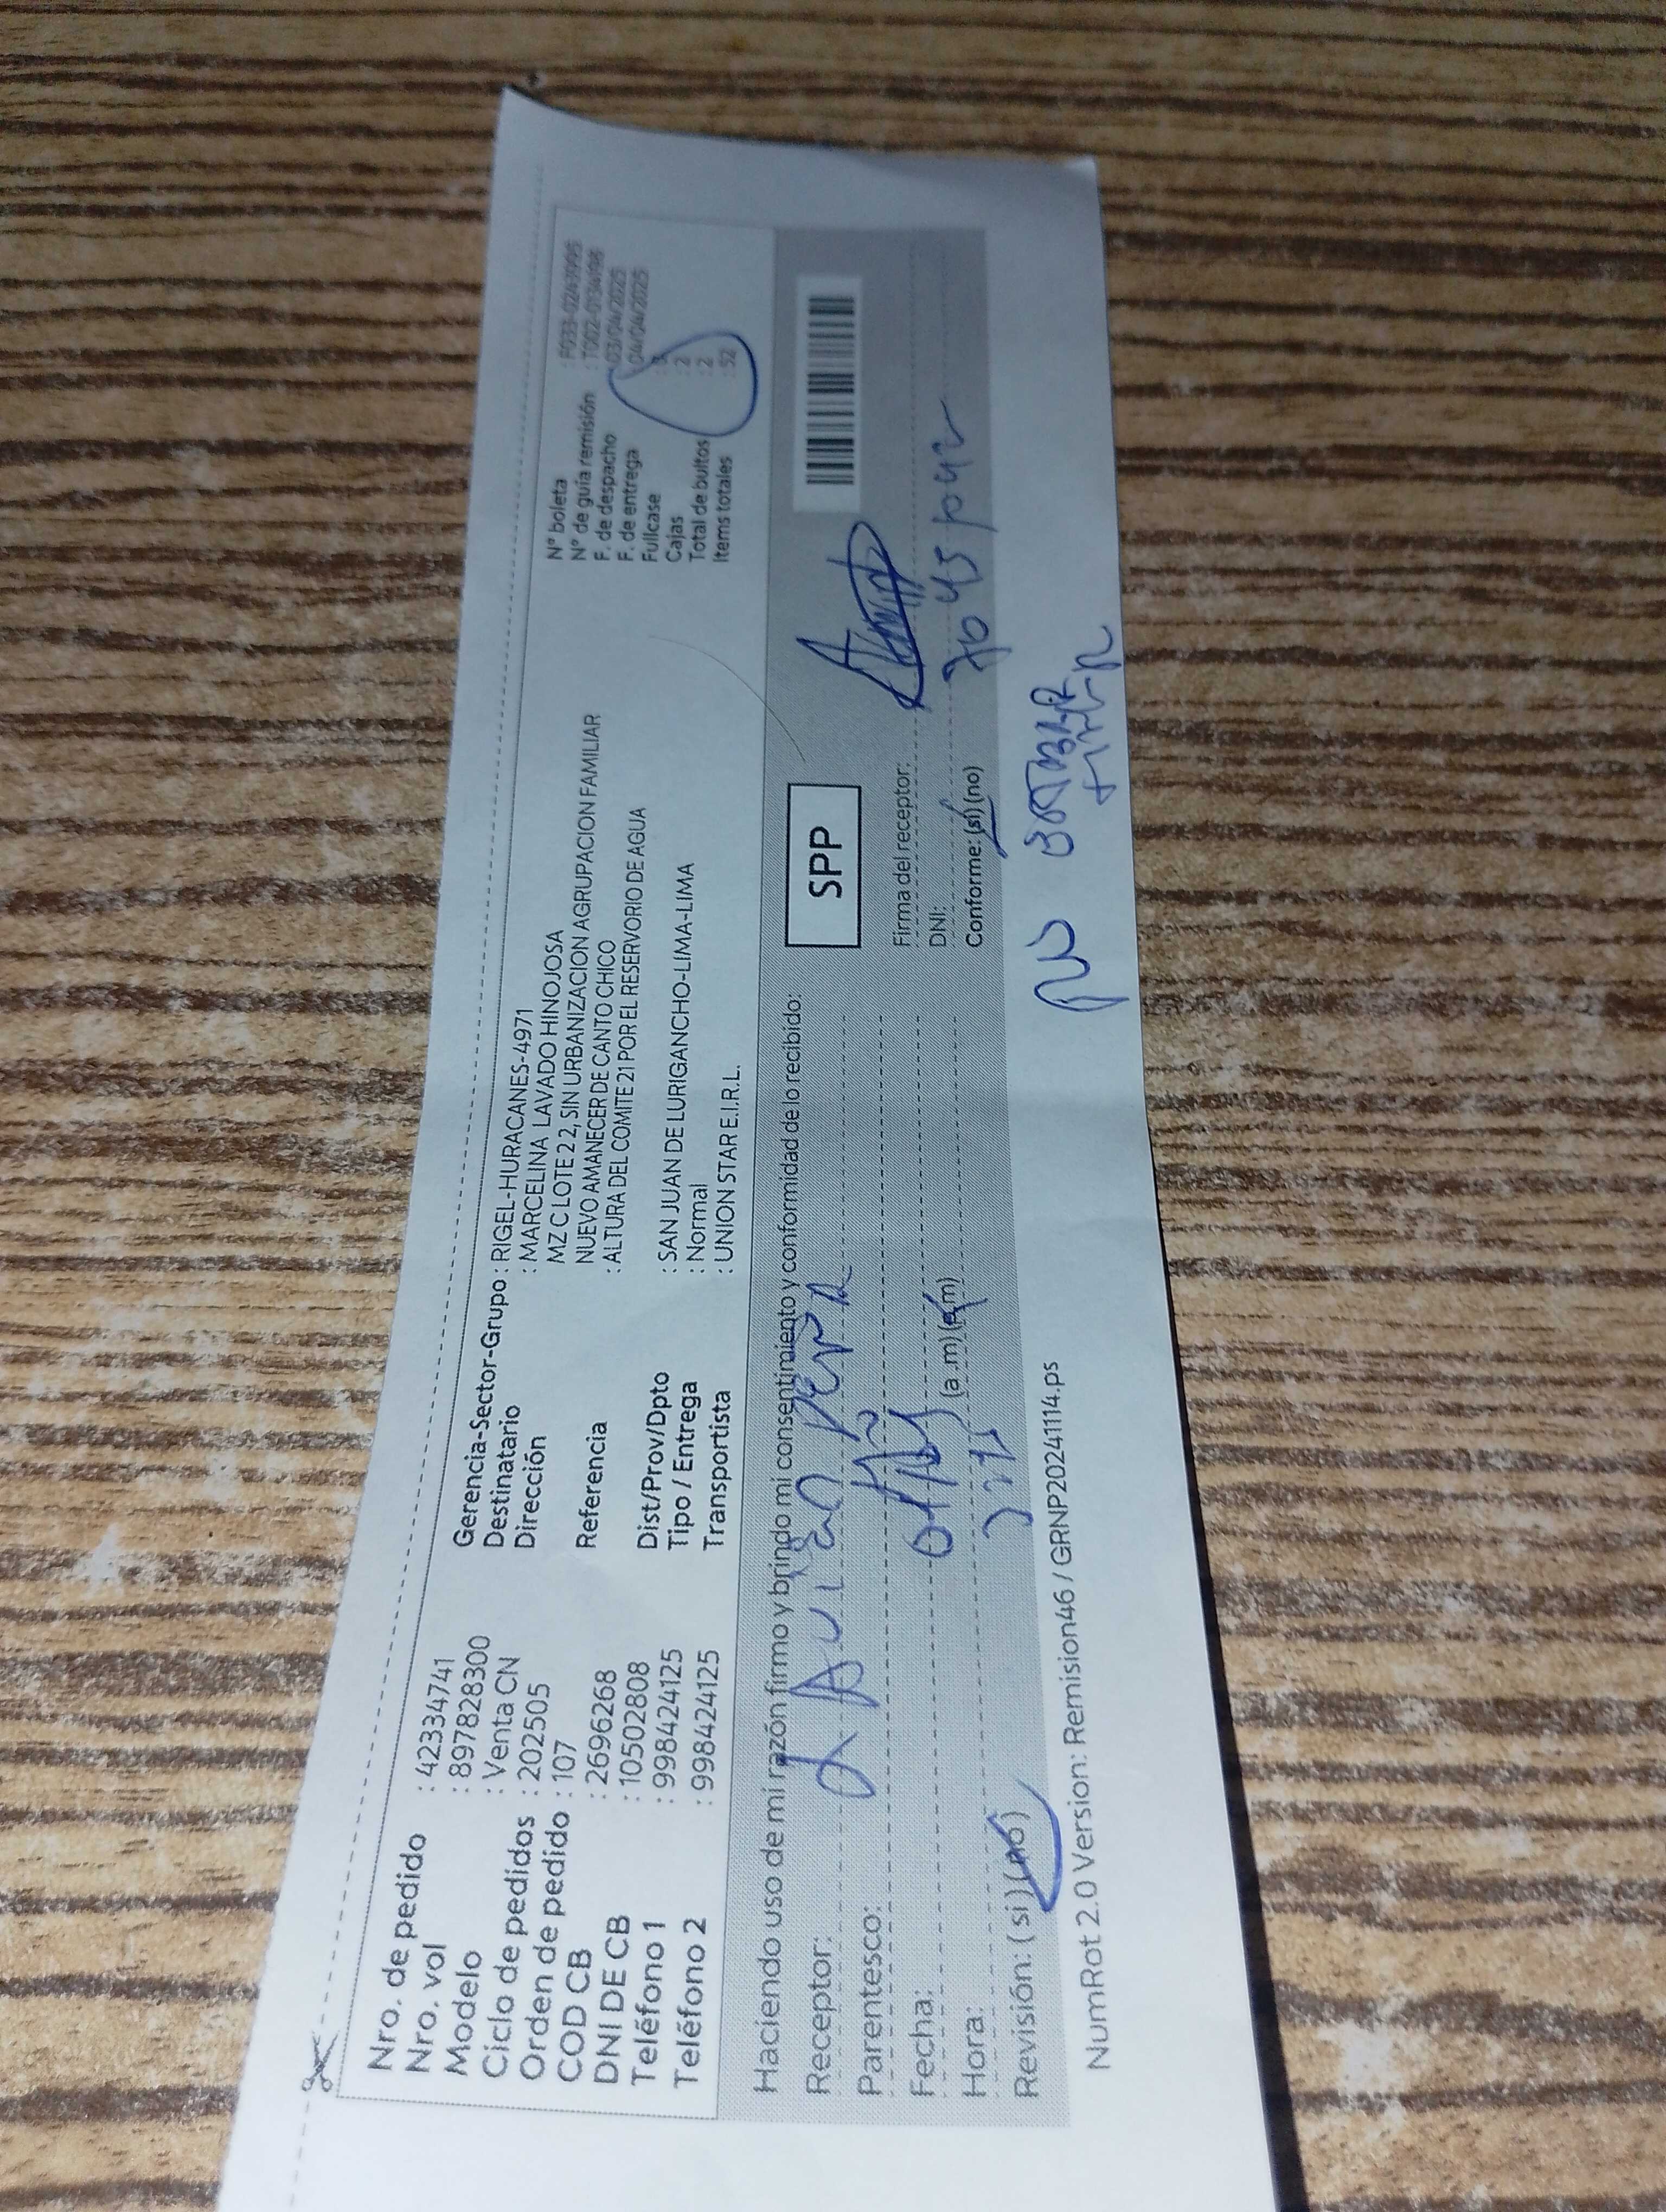 Nro. de pedido : 42334741
Nro. vol : 897828300
Modelo : Venta CN
Ciclo de pedidos : 202505
Orden de pedido : 107
COD CB : 2696268
DNI DE CB : 10502808
Teléfono 1 : 998424125
Teléfono 2 : 998424125
Gerencia-Sector-Grupo : RIGEL-HURACANES-4971
Destinatario : MARCELINA LAVADO HINOJOSA
Dirección MZ C LOTE 2 2, SIN URBANIZACION AGRUPACION FAMILIAR
NUEVO AMANECER DE CANTO CHICO
Referencia : ALTURA DEL COMITE 21 POR EL RESERVORIO DE AGUA
Dist/Prov/Dpto : SAN JUAN DE LURIGANCHO-LIMA-LIMA
Tipo / Entrega : Normal
Transportista : UNION STAR E.I.R.L.
N° boleta
N° de guía remisión
F. de despacho : 03/04/2025
F. de entrega : 04/04/2025
Fullcase
Cajas : 2
Total de bultos : 2
Items totales : 52
Haciendo uso de mi razón firmo y brindo mi consentimiento y conformidad de lo recibido:
SPP
Receptor:
Parentesco:
Fecha:
Hora: (a.m) (p.m)
Revisión: ( si ) (no)
Firma del receptor:
DNI:
Conforme: (si) (no)
NumRot 2.0 Version: Remision46 / GRNP20241114.ps